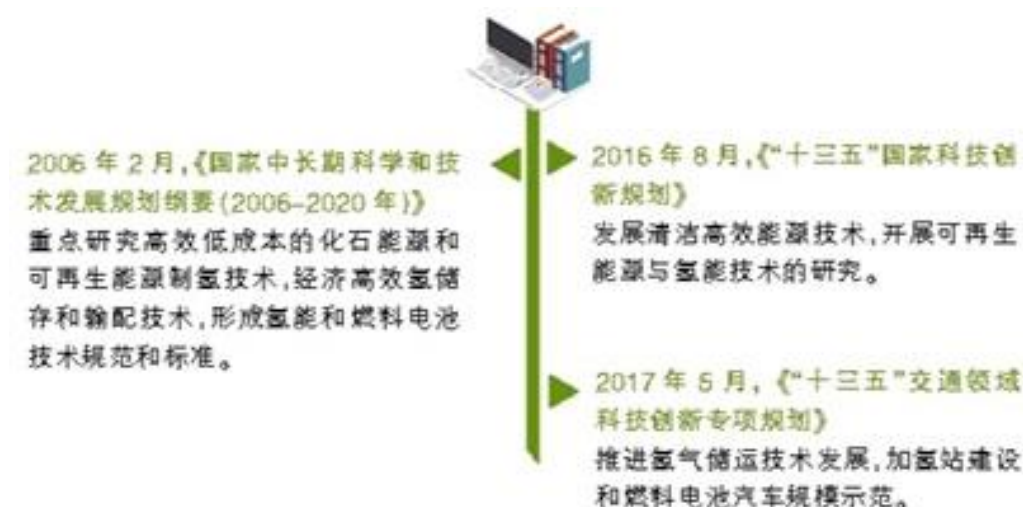 2006 年 2 月,《国家中长期科学和技
术发展规划纲要(2006–2020 年)》
重点研究高效低成本的化石能源和
可再生能源制氢技术,经济高效氢储
存和输配技术,形成氢能和燃料电池
技术规范和标准。
2016 年 8 月,《“十三五”国家科技创
新规划》
发展清洁高效能源技术,开展可再生
能源与氢能技术的研究。
2017 年 5 月,《“十三五”交通领域
科技创新专项规划》
推进氢气储运技术发展,加氢站建设
和燃料电池汽车规模示范。